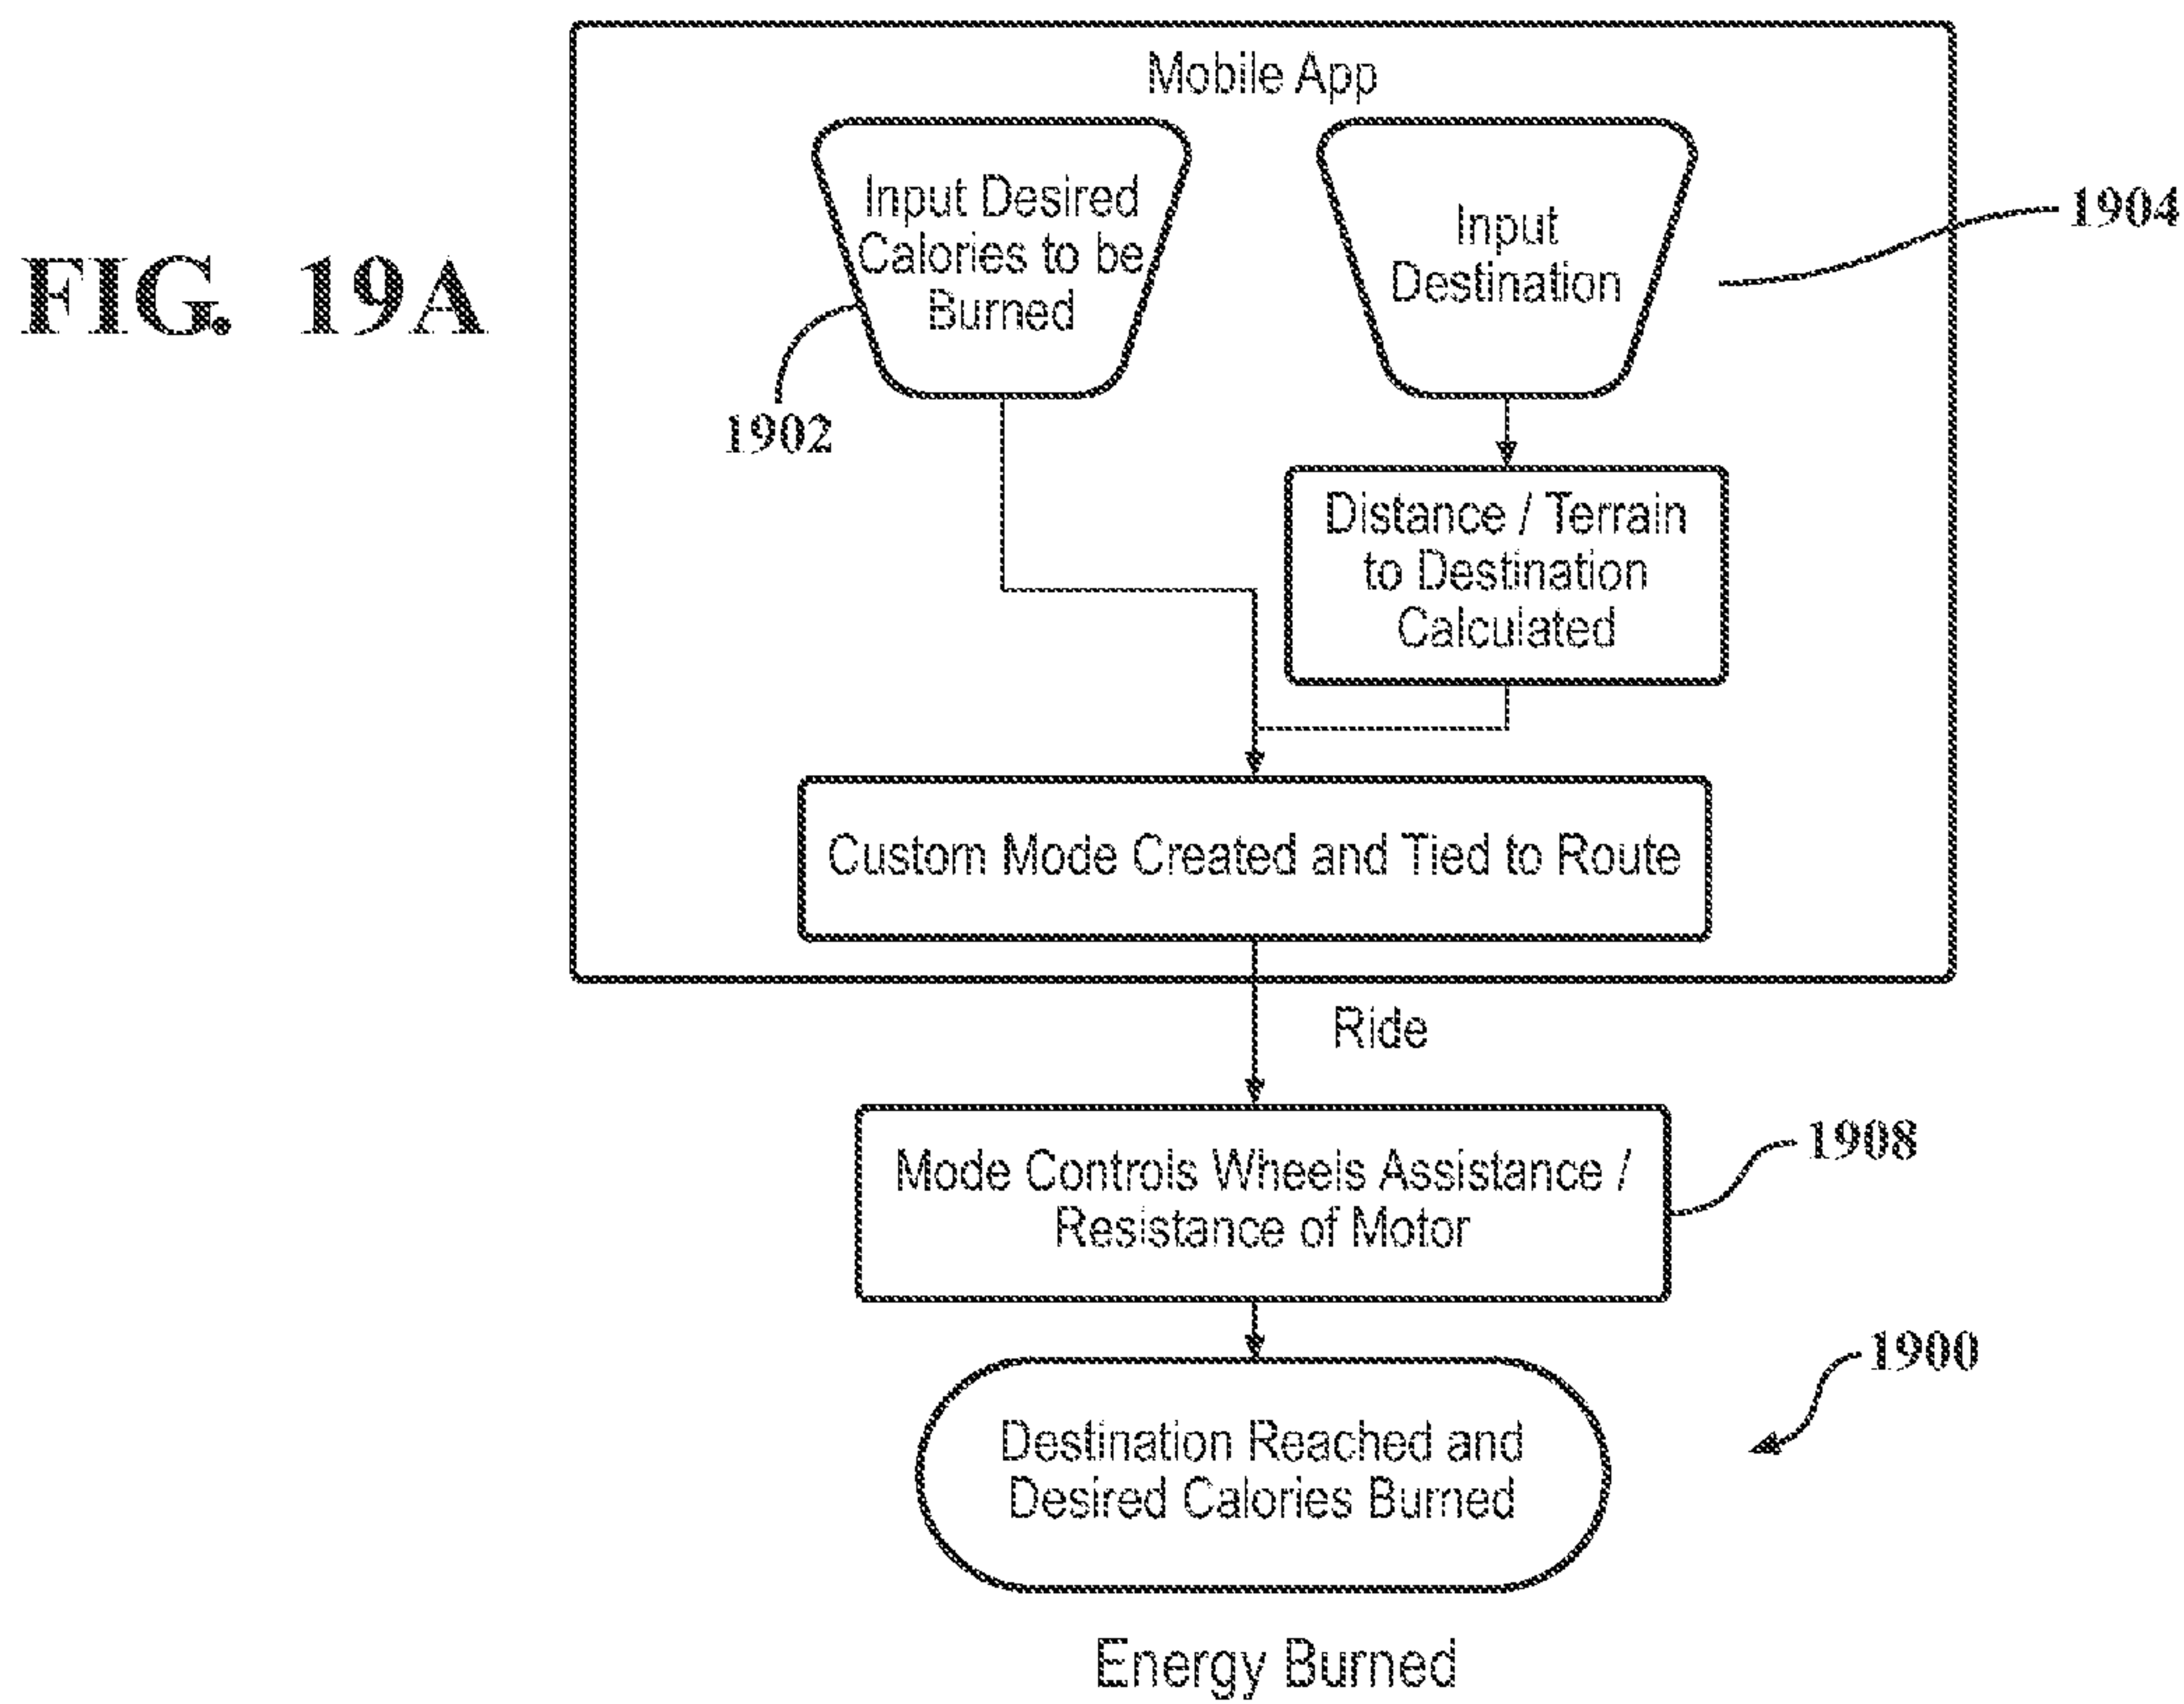 FIG. 19A
Mobile App
Input Desired
Calories to be
Burned
1902
Input
Destination
1904
Distance / Terrain
to Destination
Calculated
Custom Mode Created and Tied to Route
Ride
Mode Controls Wheels Assistance /
Resistance of Motor
1908
Destination Reached and
Desired Calories Burned
1900
Energy Burned